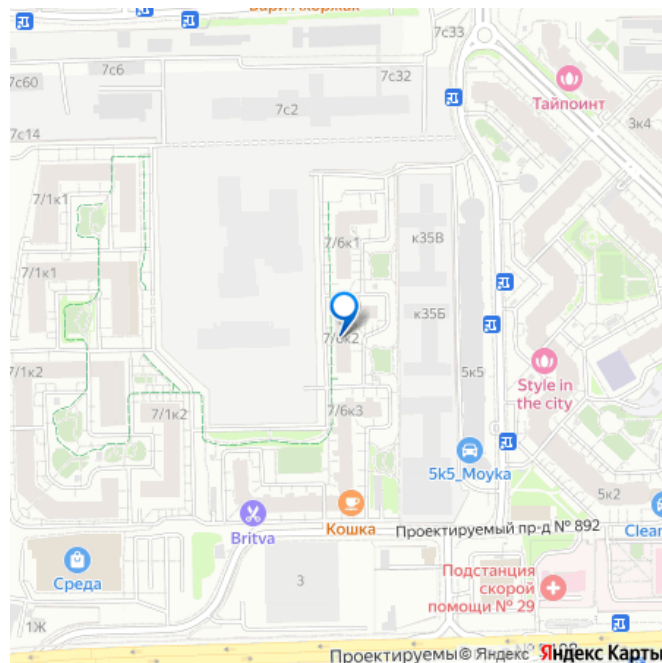 7с33
7с60
7с6
7с32
7с2
7с14
Тайпоинт
3к4
7/1к1
7/6к1
к35В
7/1к1
к35Б
7/6к2
Style in
the city
7/1к2
5к5
7/1к2
7/6к3
5k5_Moyka
5к2
Britva
Кошка
Проектируемый пр-д № 892
Clean
Среда
3
Подстанция
скорой
помощи № 29
1Ж
Проектируемы
© Яндекс
Яндекс Карты